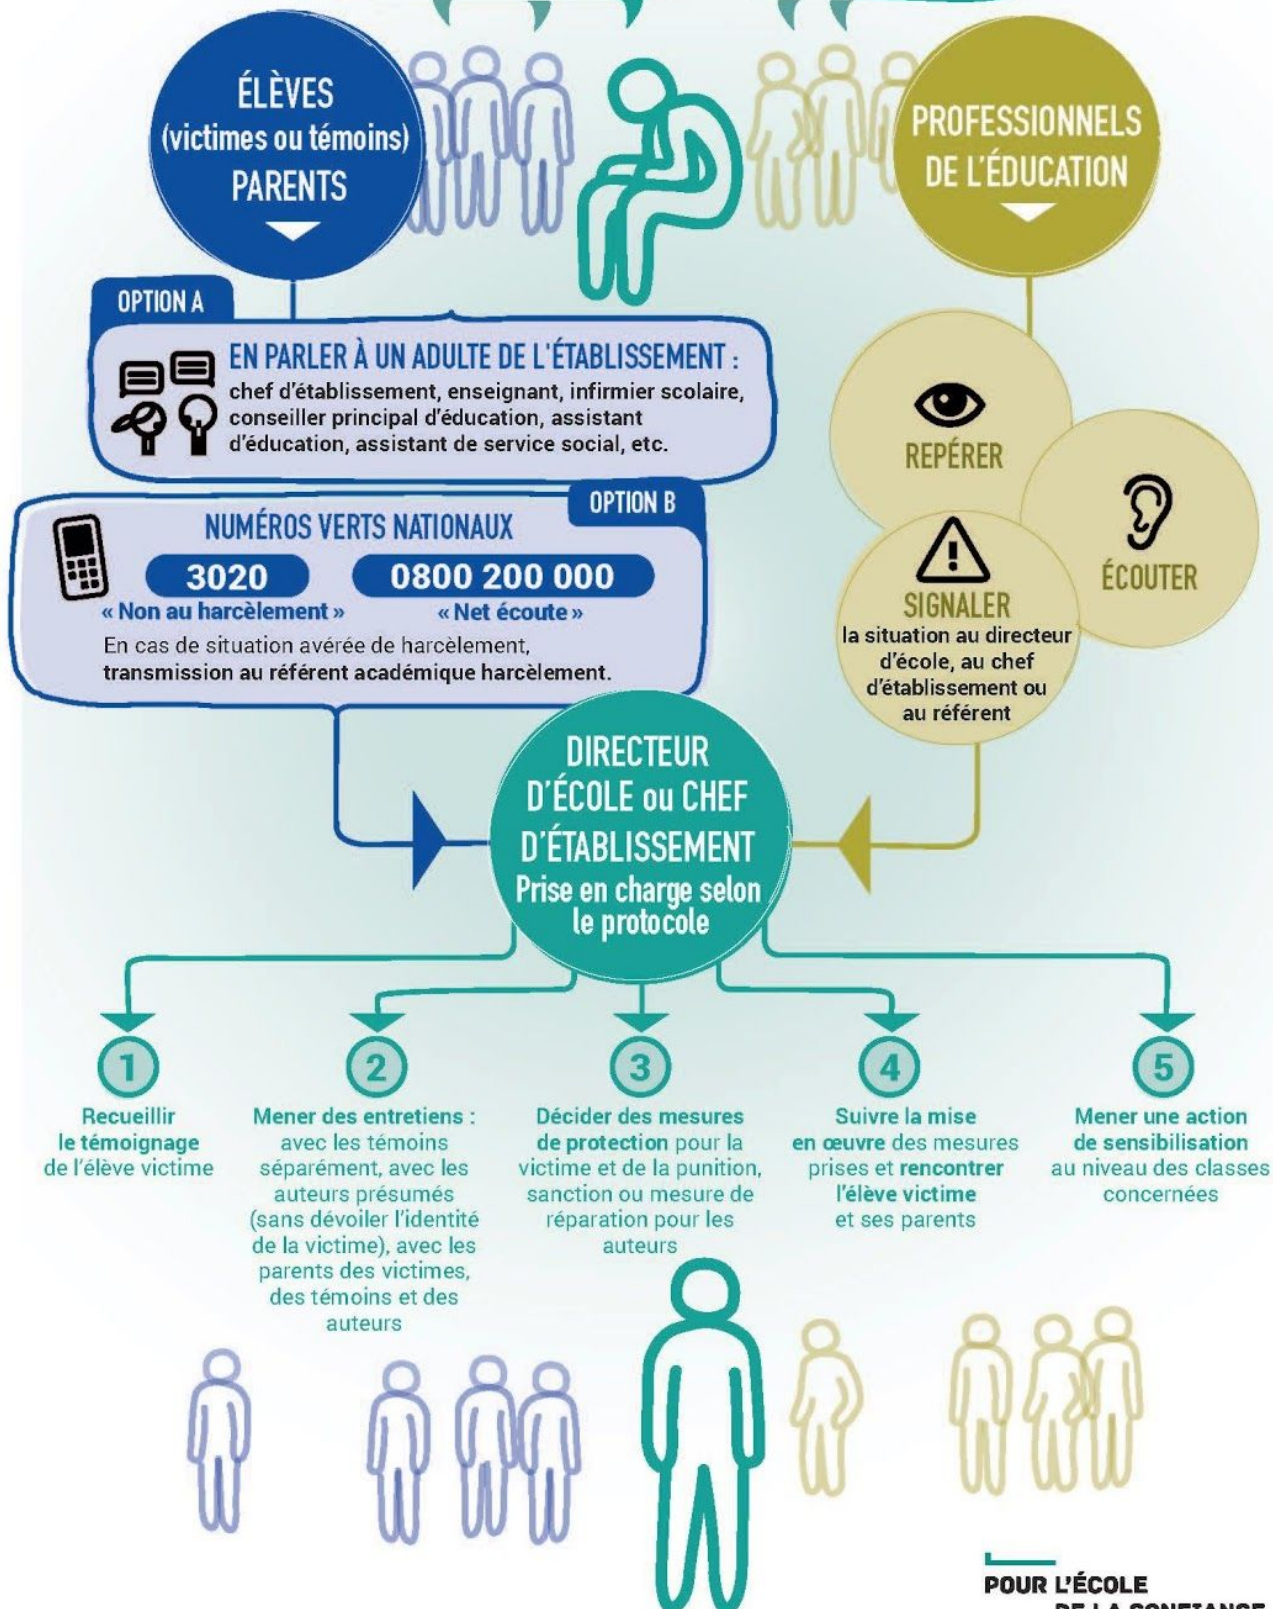 ÉLÈVES
(victimes ou témoins)
PARENTS
PROFESSIONNELS
DE L'ÉDUCATION
OPTION A
EN PARLER À UN ADULTE DE L'ÉTABLISSEMENT :
chef d'établissement, enseignant, infirmier scolaire,
conseiller principal d'éducation, assistant
d'éducation, assistant de service social, etc.
OPTION B
NUMÉROS VERTS NATIONAUX
3020
0800 200 000
« Non au harcèlement »
« Net écoute »
En cas de situation avérée de harcèlement,
transmission au référent académique harcèlement.
REPÉRER
ÉCOUTER
SIGNALER
la situation au directeur
d'école, au chef
d'établissement ou
au référent
DIRECTEUR
D'ÉCOLE ou CHEF
D'ÉTABLISSEMENT
Prise en charge selon
le protocole
1
Recueillir
le témoignage
de l'élève victime
2
Mener des entretiens :
avec les témoins
séparément, avec les
auteurs présumés
(sans dévoiler l'identité
de la victime), avec les
parents des victimes,
des témoins et des
auteurs
3
Décider des mesures
de protection pour la
victime et de la punition,
sanction ou mesure de
réparation pour les
auteurs
4
Suivre la mise
en œuvre des mesures
prises et rencontrer
l'élève victime
et ses parents
5
Mener une action
de sensibilisation
au niveau des classes
concernées
POUR L'ÉCOLE
DE LA CONFIANCE